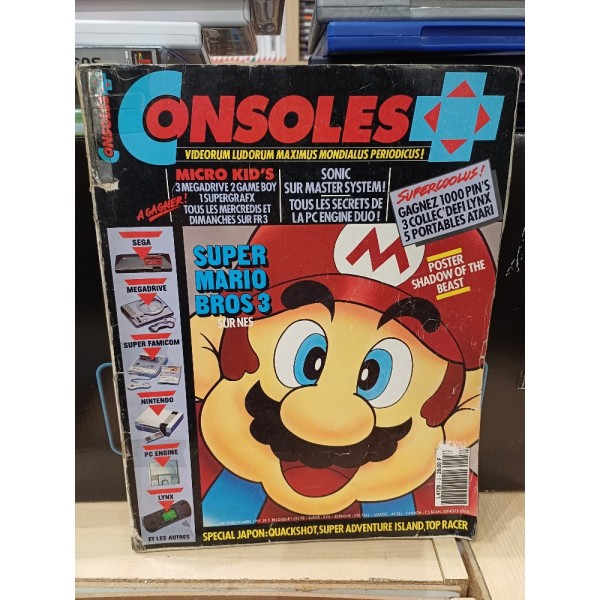 CONSOLES +
CONSOLES +
VIDEORUM LUDORUM MAXIMUS MONDIALUS PERIODICUS !
MICRO KID'S
3 MEGADRIVE 2 GAME BOY
1 SUPERGRAFX
TOUS LES MERCREDIS ET
DIMANCHES SUR FR3
A GAGNER !
SONIC
SUR MASTER SYSTEM !
TOUS LES SECRETS DE
LA PC ENGINE DUO !
SUPERCOOLUS !
GAGNEZ 1000 PIN'S
3 COLLEC' DEFI LYNX
5 PORTABLES ATARI
SEGA
MEGADRIVE
SUPER FAMICOM
NINTENDO
PC ENGINE
LYNX
ET LES AUTRES
SUPER
MARIO
BROS 3
SUR NES
M
POSTER
SHADOW OF THE
BEAST
SPECIAL JAPON: QUACKSHOT, SUPER ADVENTURE ISLAND, TOP RACER